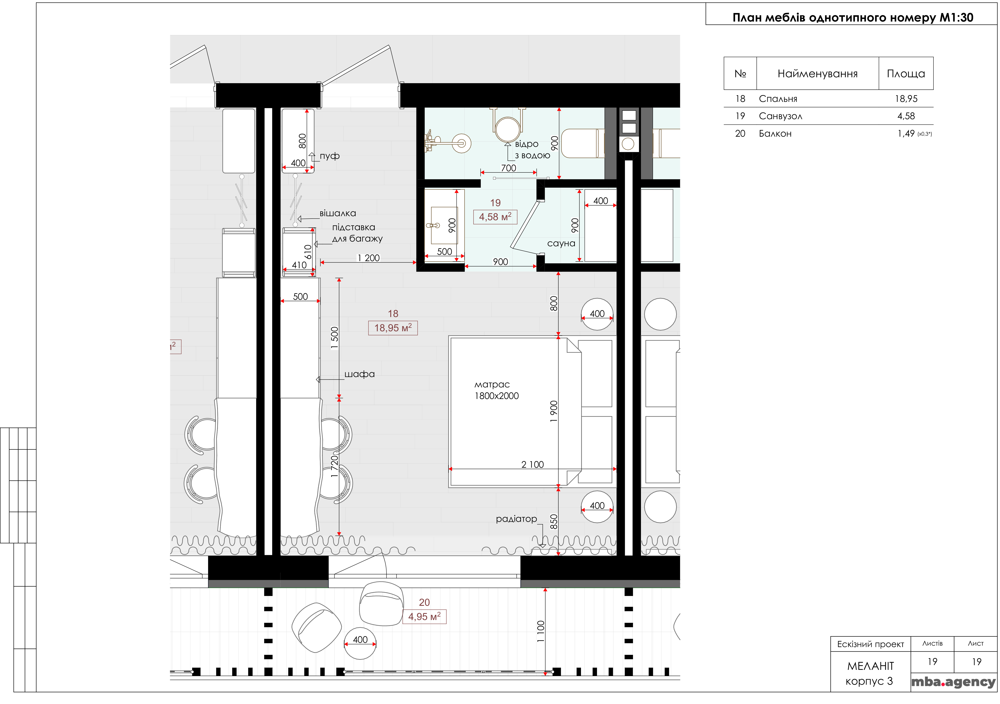 План меблів однотипного номеру М1:30
№ Найменування Площа
18 Спальня 18,95
19 Санвузол 4,58
20 Балкон 1,49 (х0,3*)
800
400
пуф
відро
з водою
900
700
вішалка
підставка
для багажу
610
410
1 200
19
4,58 м²
900
500
900
сауна
900
400
500
18
18,95 м²
1 500
шафа
800
400
м²
матрас
1800х2000
1 900
2 100
1 720
400
радіатор
850
20
4,95 м²
400
1 100
Ескізний проект Листів Лист
МЕЛАНІТ
корпус 3
19 19
mba.agency